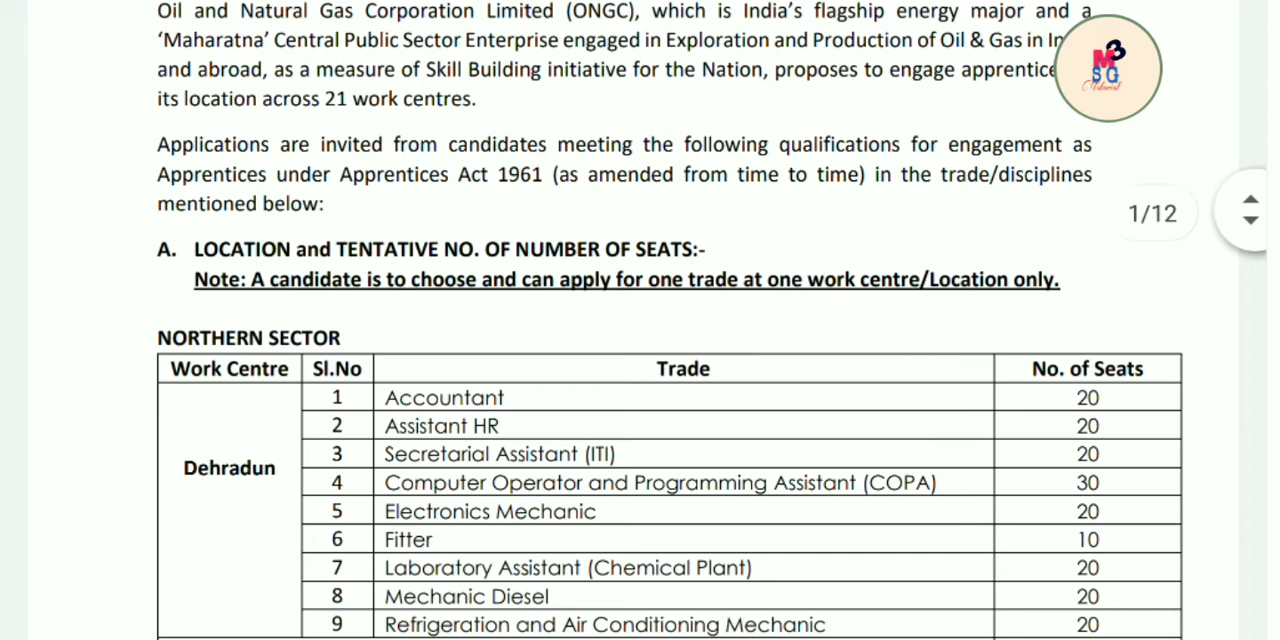 Oil and Natural Gas Corporation Limited (ONGC), which is India’s flagship energy major and a
‘Maharatna’ Central Public Sector Enterprise engaged in Exploration and Production of Oil & Gas in
and abroad, as a measure of Skill Building initiative for the Nation, proposes to engage
its location across 21 work centres.
M3
SG
Tutorial
Applications are invited from candidates meeting the following qualifications for engagement as
Apprentices under Apprentices Act 1961 (as amended from time to time) in the trade/disciplines
mentioned below:
1/12
A. LOCATION and TENTATIVE NO. OF NUMBER OF SEATS:-
Note: A candidate is to choose and can apply for one trade at one work centre/Location only.
NORTHERN SECTOR
Work Centre Sl.No Trade No. of Seats
1 Accountant 20
2 Assistant HR 20
3 Secretarial Assistant (ITI) 20
Dehradun
4 Computer Operator and Programming Assistant (COPA) 30
5 Electronics Mechanic 20
6 Fitter 10
7 Laboratory Assistant (Chemical Plant) 20
8 Mechanic Diesel 20
9 Refrigeration and Air Conditioning Mechanic 20